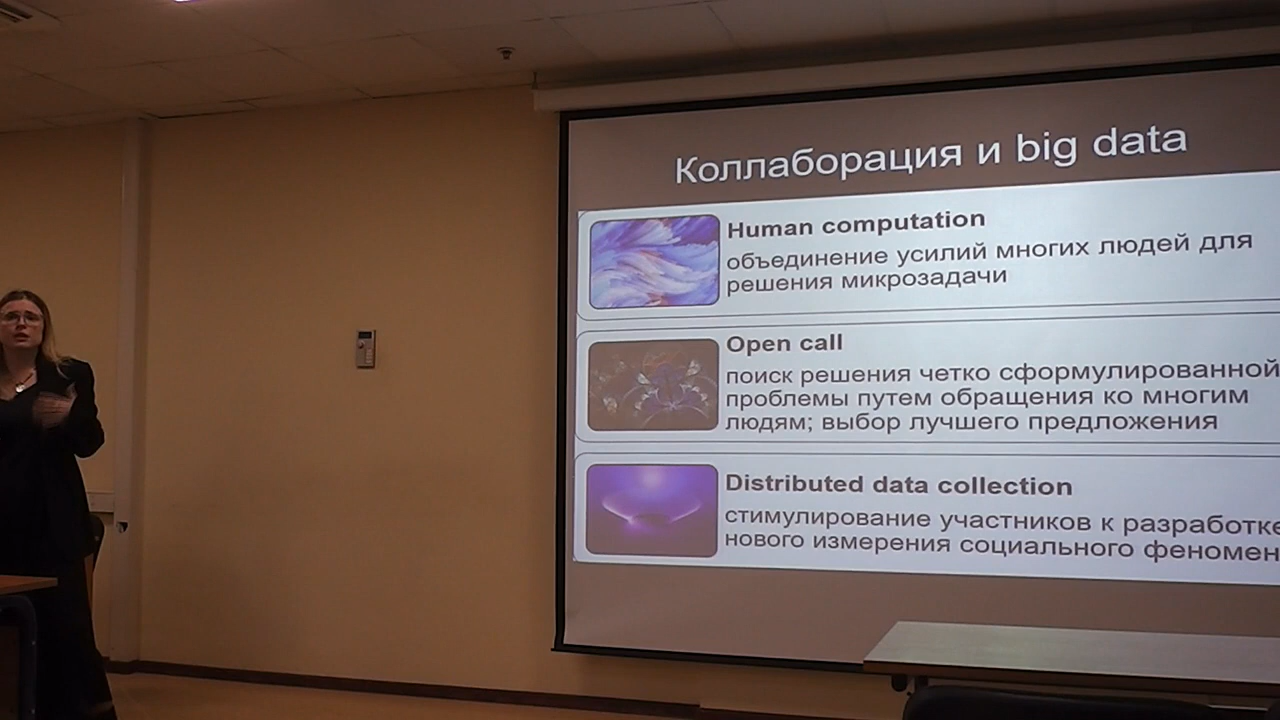 Коллаборация и big data
Human computation
объединение усилий многих людей для
решения микрозадачи
Open call
поиск решения четко сформулированной
проблемы путем обращения ко многим
людям; выбор лучшего предложения
Distributed data collection
стимулирование участников к разработке
нового измерения социального феномен